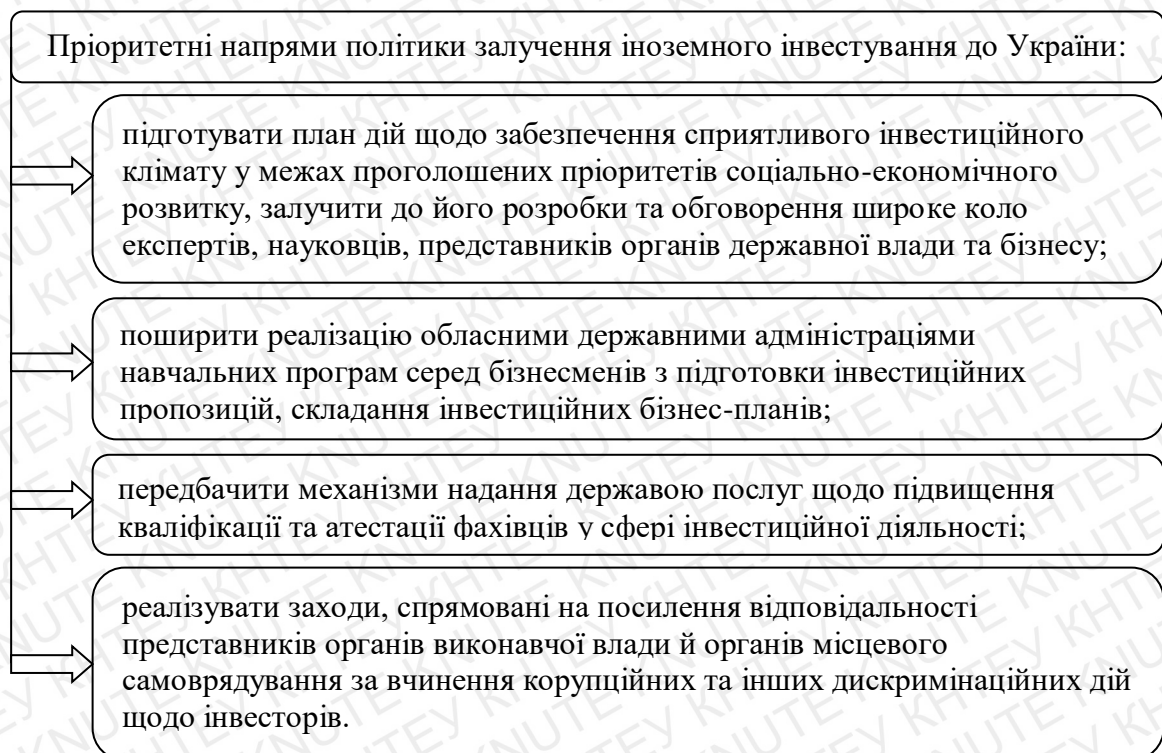 Пріоритетні напрями політики залучення іноземного інвестування до України:
підготувати план дій щодо забезпечення сприятливого інвестиційного
клімату у межах проголошених пріоритетів соціально-економічного
розвитку, залучити до його розробки та обговорення широке коло
експертів, науковців, представників органів державної влади та бізнесу;
поширити реалізацію обласними державними адміністраціями
навчальних програм серед бізнесменів з підготовки інвестиційних
пропозицій, складання інвестиційних бізнес-планів;
передбачити механізми надання державою послуг щодо підвищення
кваліфікації та атестації фахівців у сфері інвестиційної діяльності;
реалізувати заходи, спрямовані на посилення відповідальності
представників органів виконавчої влади й органів місцевого
самоврядування за вчинення корупційних та інших дискримінаційних дій
щодо інвесторів.